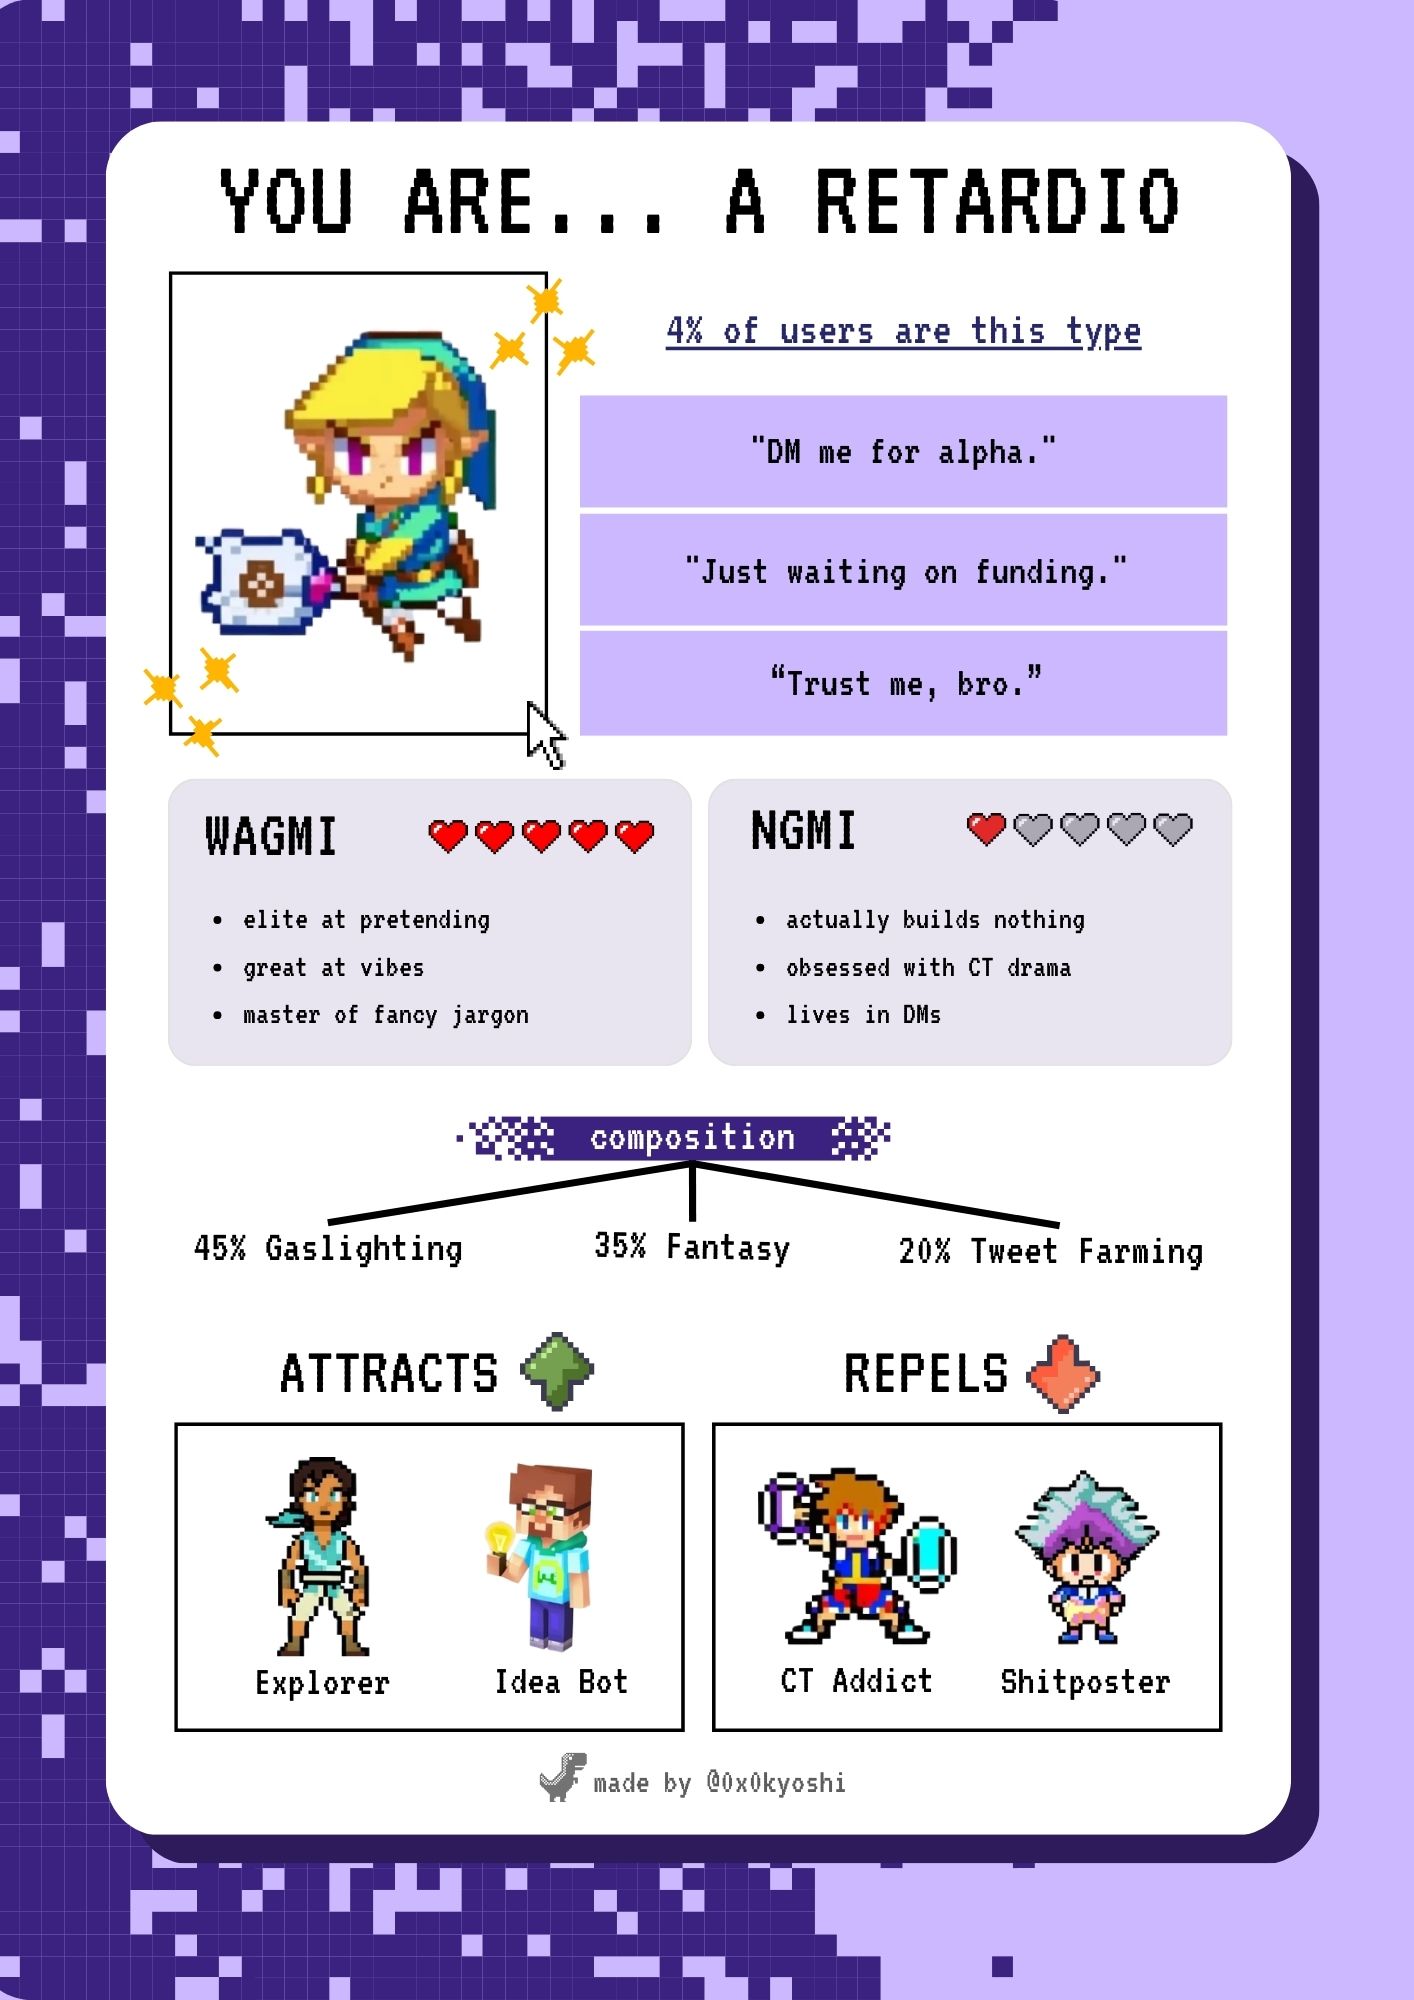 YOU ARE... A RETARDIO
4% of users are this type
"DM me for alpha."
"Just waiting on funding."
“Trust me, bro.”
WAGMI
• elite at pretending
• great at vibes
• master of fancy jargon
NGMI
• actually builds nothing
• obsessed with CT drama
• lives in DMs
composition
45% Gaslighting
35% Fantasy
20% Tweet Farming
ATTRACTS
Explorer
Idea Bot
REPELS
CT Addict
Shitposter
made by @0x0kyoshi